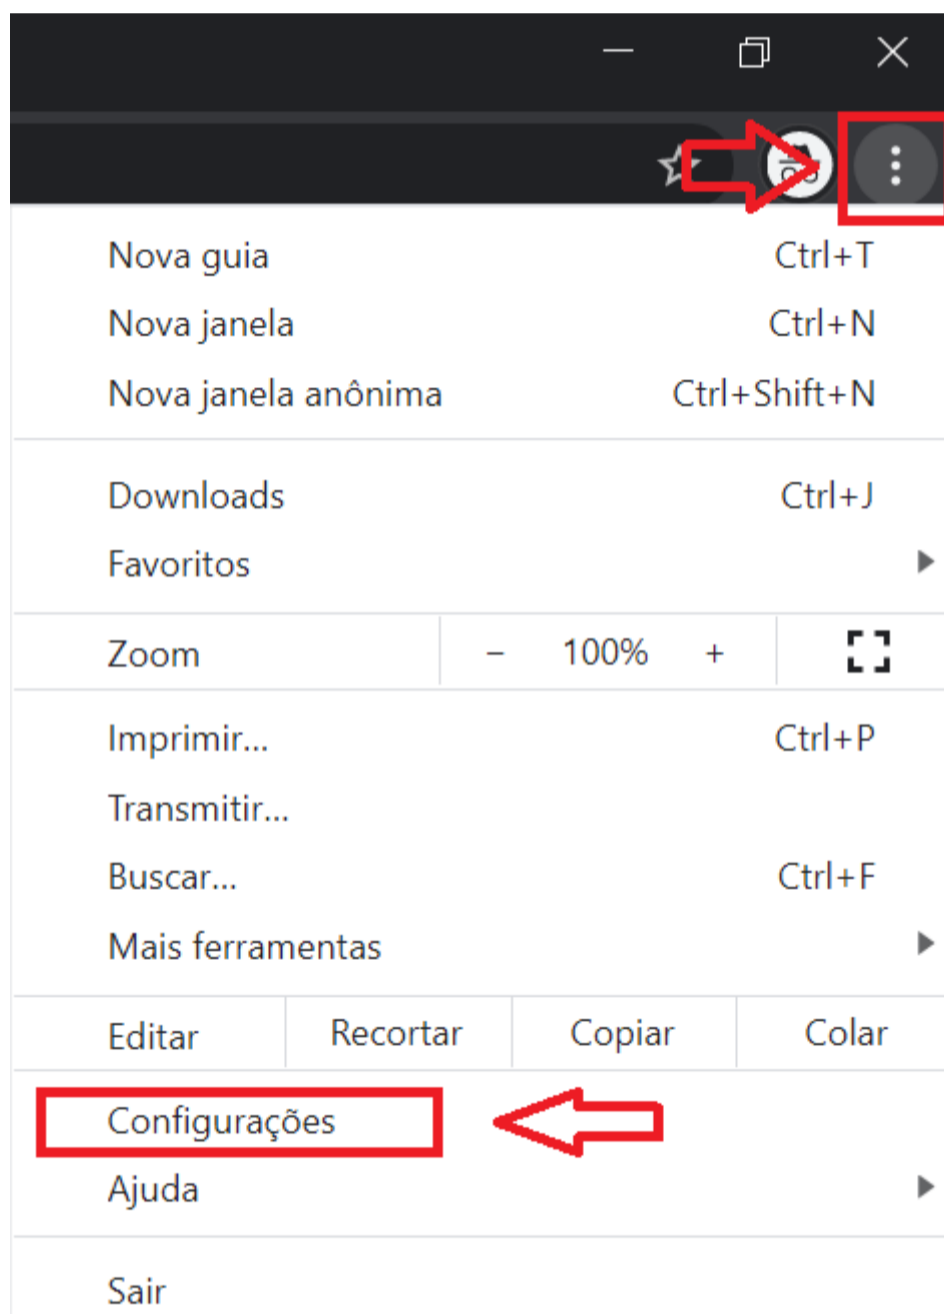 Nova guia Ctrl+T
Nova janela Ctrl+N
Nova janela anônima Ctrl+Shift+N
Downloads Ctrl+J
Favoritos
Zoom − 100% +
Imprimir... Ctrl+P
Transmitir...
Buscar... Ctrl+F
Mais ferramentas
Editar Recortar Copiar Colar
Configurações
Ajuda
Sair